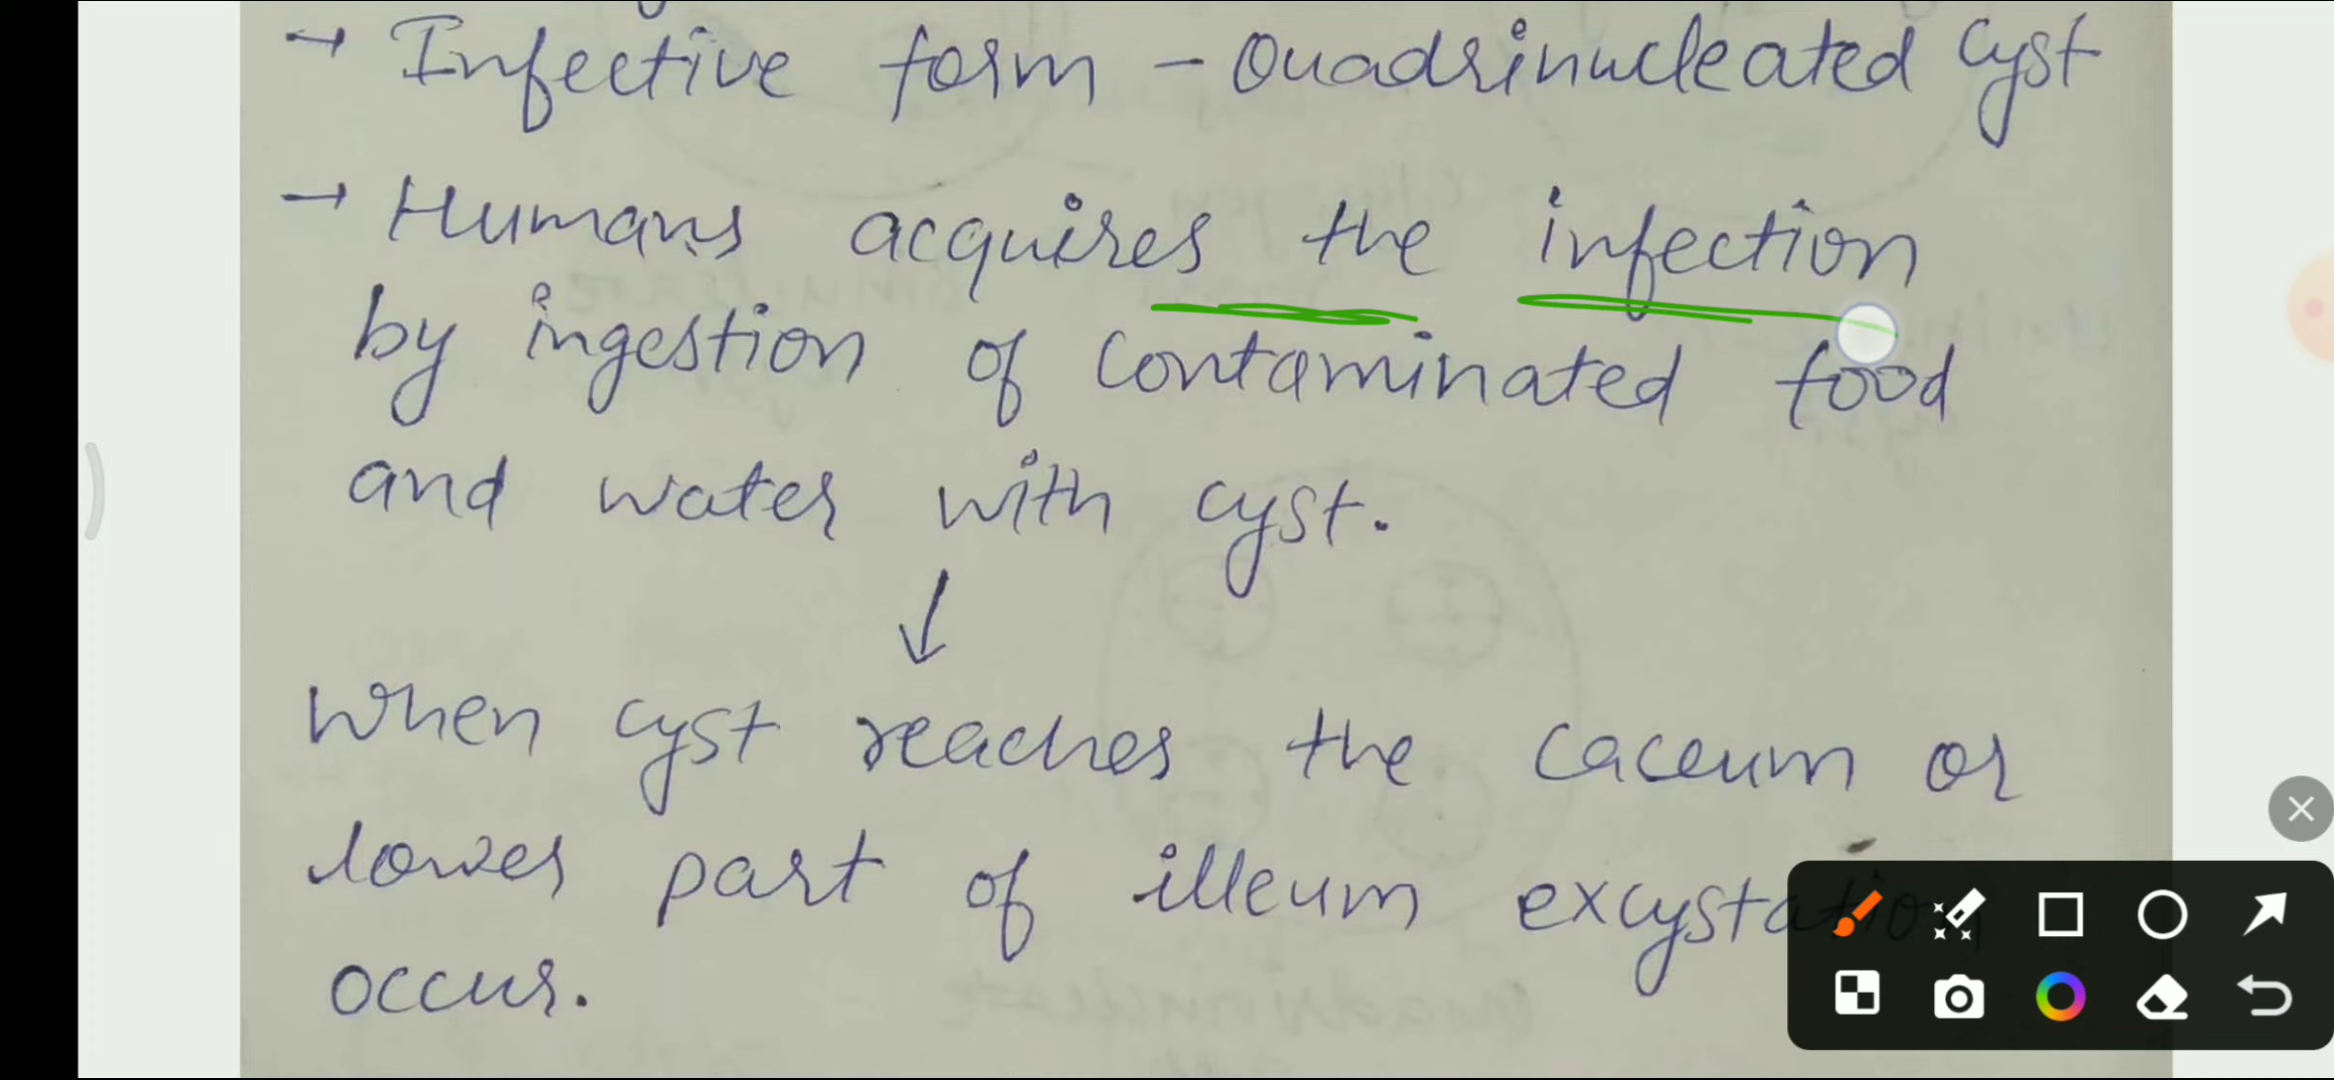 → Infective form - Quadrinucleated cyst
→ Humans acquires the infection
by ingestion of contaminated food
and water with cyst.
↓
When cyst reaches the caceum or
lower part of illeum excystation
occur.